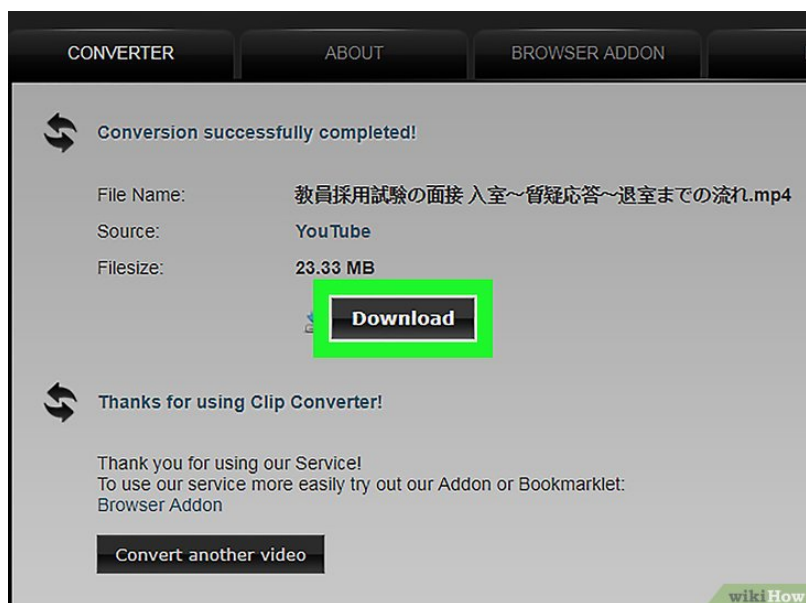 CONVERTER
ABOUT
BROWSER ADDON
Conversion successfully completed!
File Name:
教員採用試験の面接 入室～質疑応答～退室までの流れ.mp4
Source:
YouTube
Filesize:
23.33 MB
Download
Thanks for using Clip Converter!
Thank you for using our Service!
To use our service more easily try out our Addon or Bookmarklet:
Browser Addon
Convert another video
wikiHow